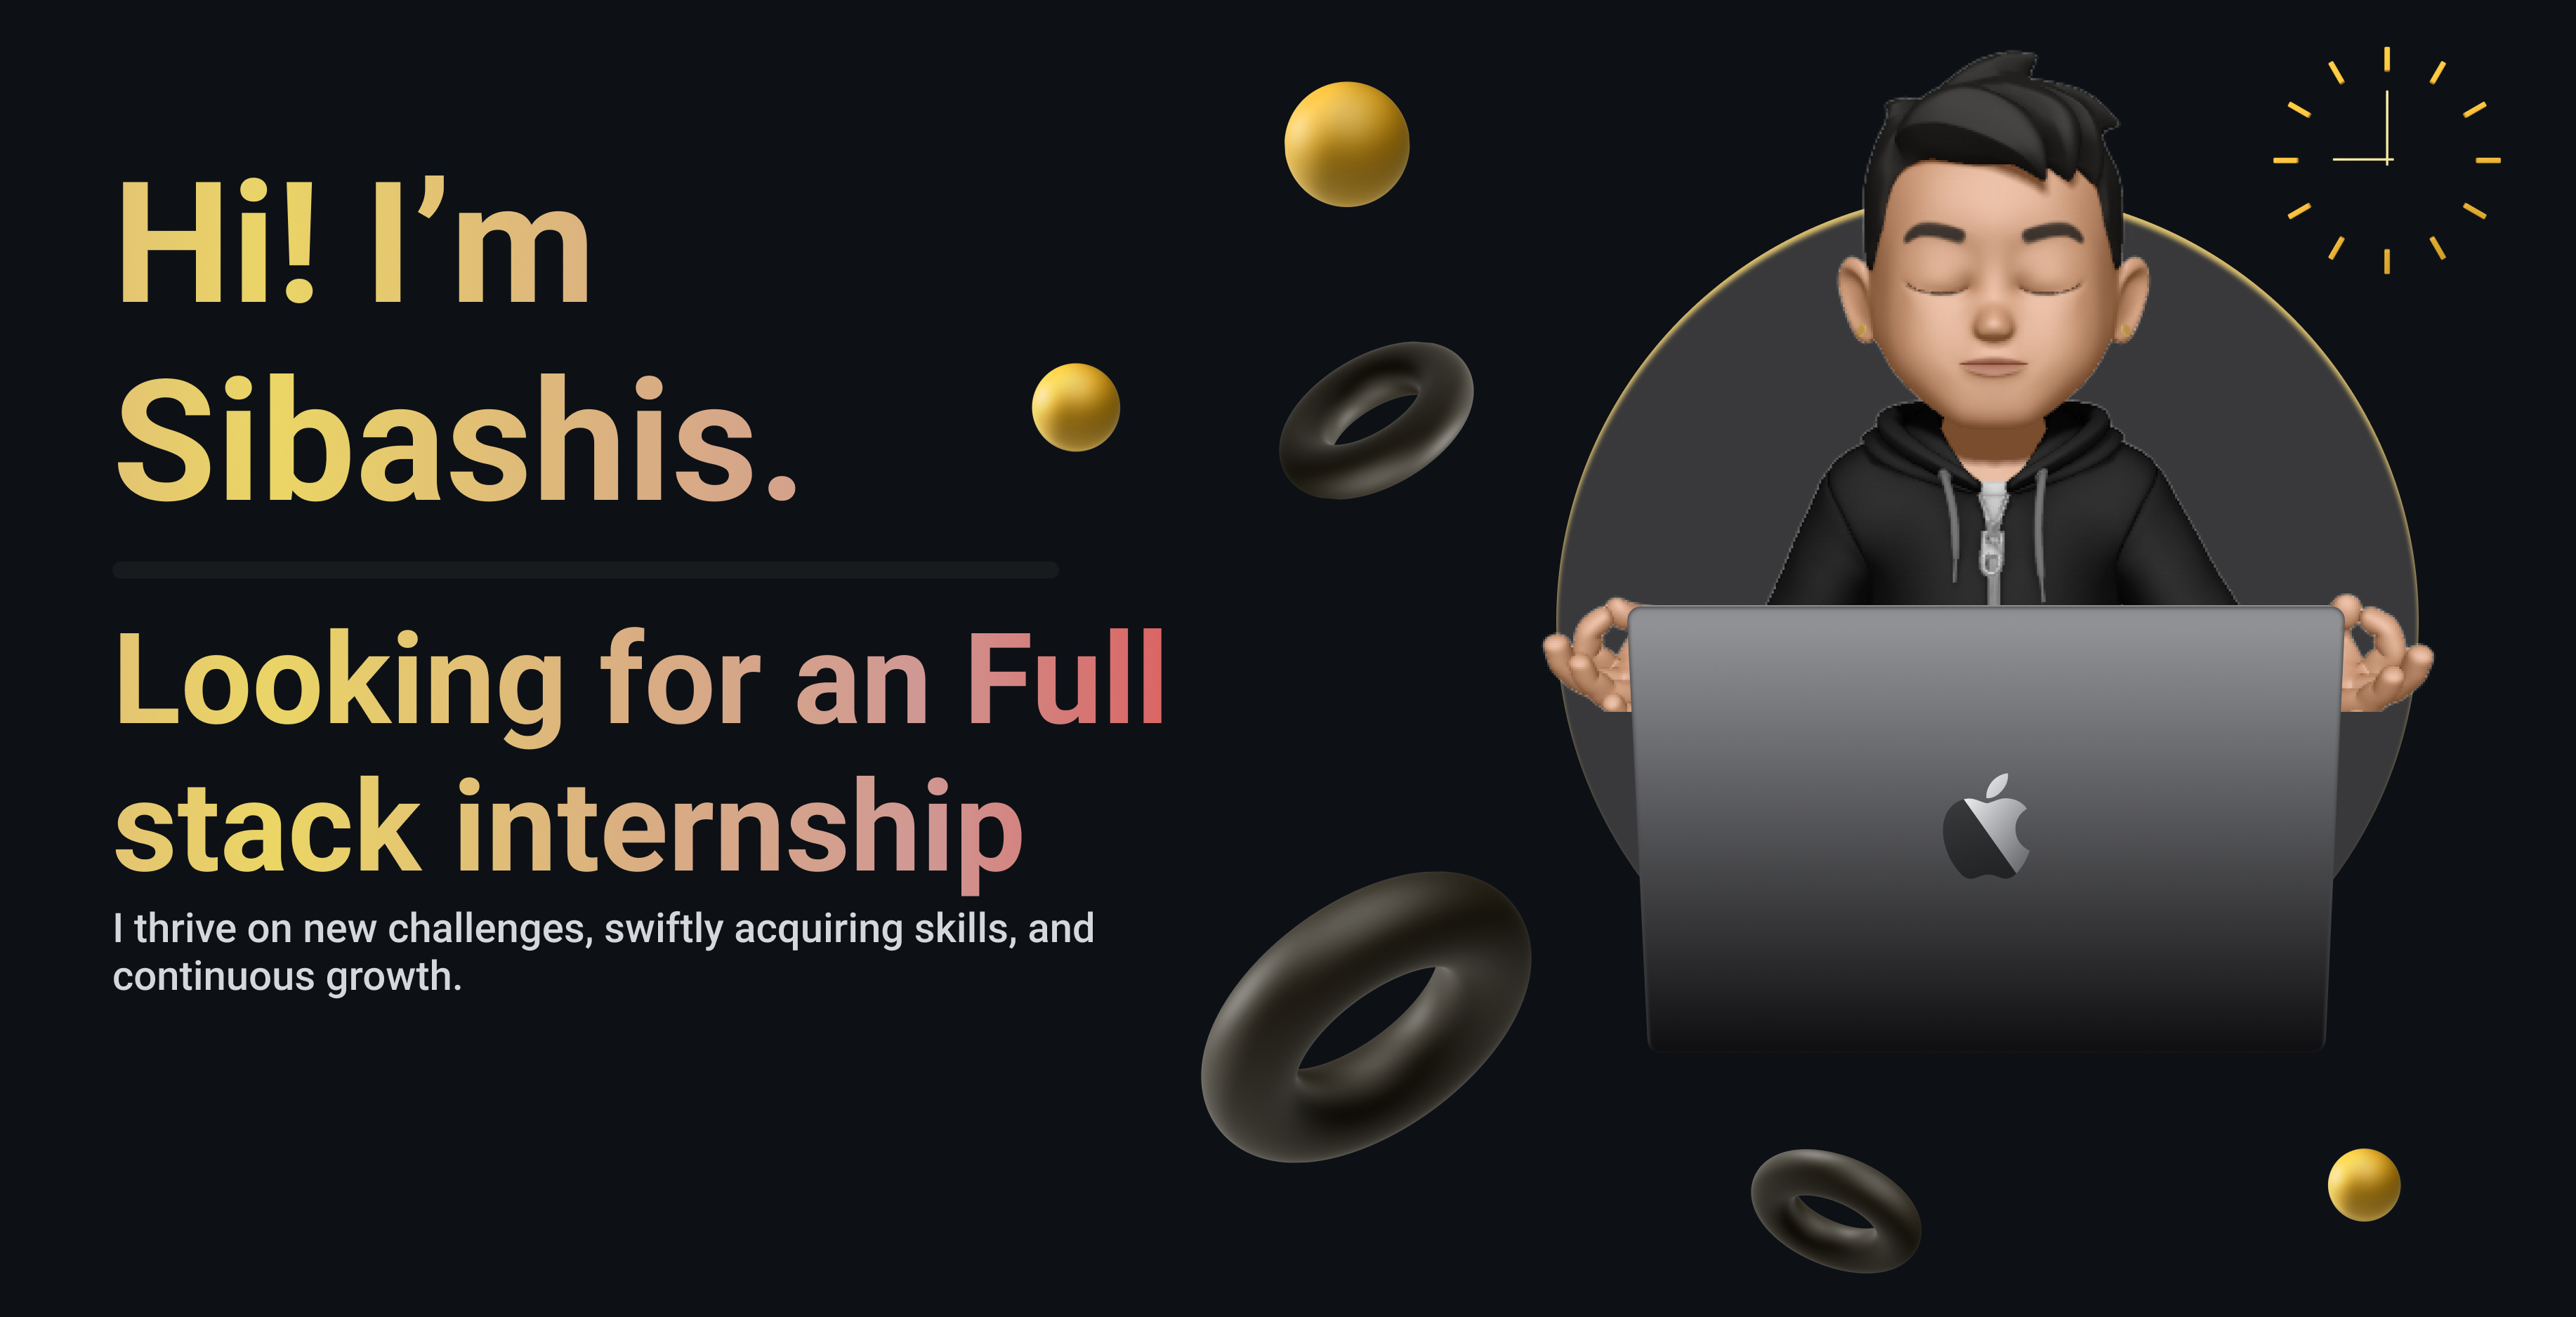 Hi! I’m
Sibashis.
Looking for an Full
stack internship
I thrive on new challenges, swiftly acquiring skills, and
continuous growth.